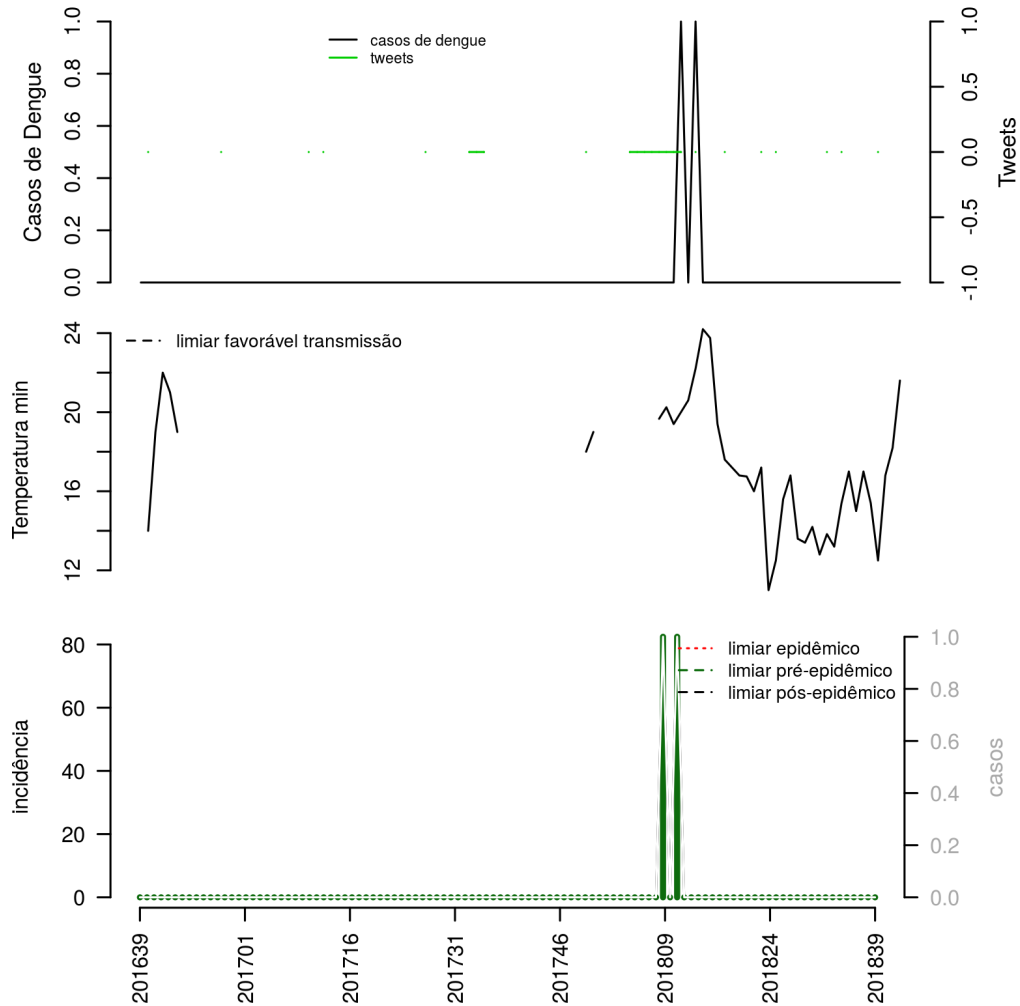 casos de dengue
tweets
Casos de Dengue
0.0 0.2 0.4 0.6 0.8 1.0
Tweets
-1.0 -0.5 0.0 0.5 1.0
limiar favorável transmissão
Temperatura min
12 16 20 24
limiar epidêmico
limiar pré-epidêmico
limiar pós-epidêmico
incidência
80
60
40
20
0
casos
1.0
0.8
0.6
0.4
0.2
0.0
201639 201701 201716 201731 201746 201809 201824 201839